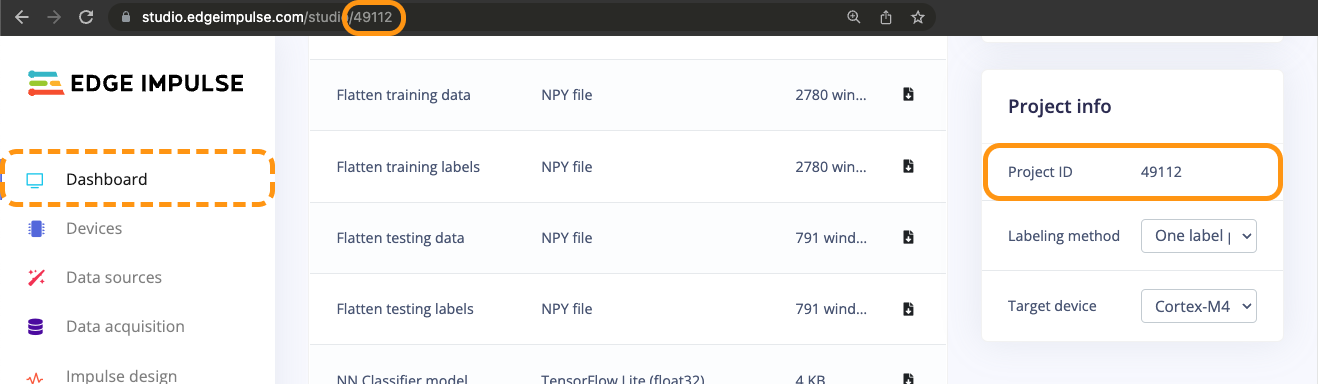 studio.edgeimpulse.com/studio/49112
EDGE IMPULSE
Dashboard
Devices
Data sources
Data acquisition
Impulse design
Flatten training data NPY file 2780 win...
Flatten training labels NPY file 2780 win...
Flatten testing data NPY file 791 wind...
Flatten testing labels NPY file 791 wind...
NN Classifier model TensorFlow Lite (float32) 4 KB
Project info
Project ID 49112
Labeling method One label
Target device Cortex-M4